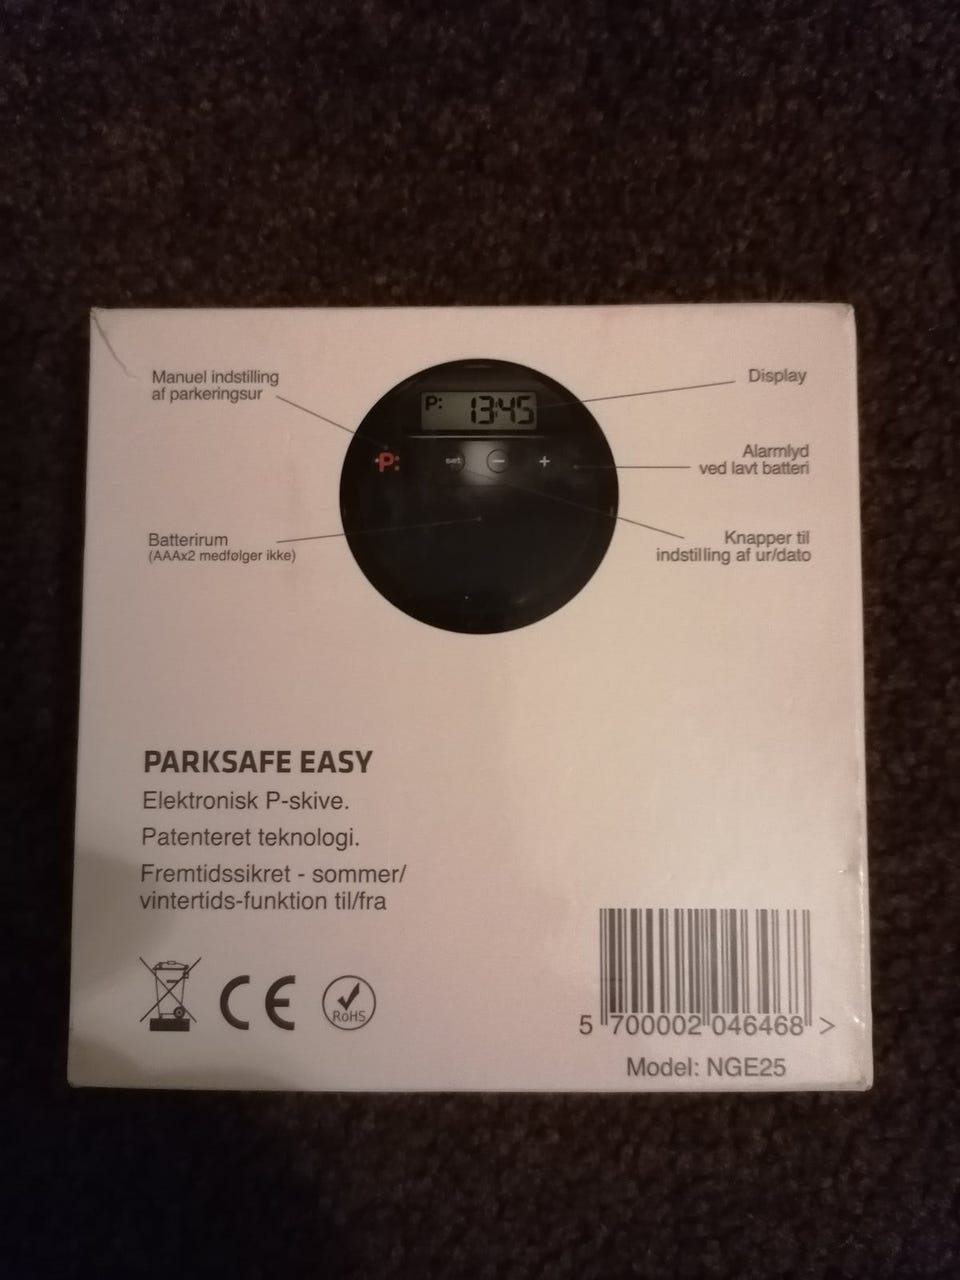 Manuel indstilling
af parkeringsur
P: 13:45
Display
P:
set
−
+
Alarmlyd
ved lavt batteri
Batterirum
(AAAx2 medfølger ikke)
Knapper til
indstilling af ur/dato
PARKSAFE EASY
Elektronisk P-skive.
Patenteret teknologi.
Fremtidssikret - sommer/
vintertids-funktion til/fra
CE
RoHS
5 700002 046468 >
Model: NGE25